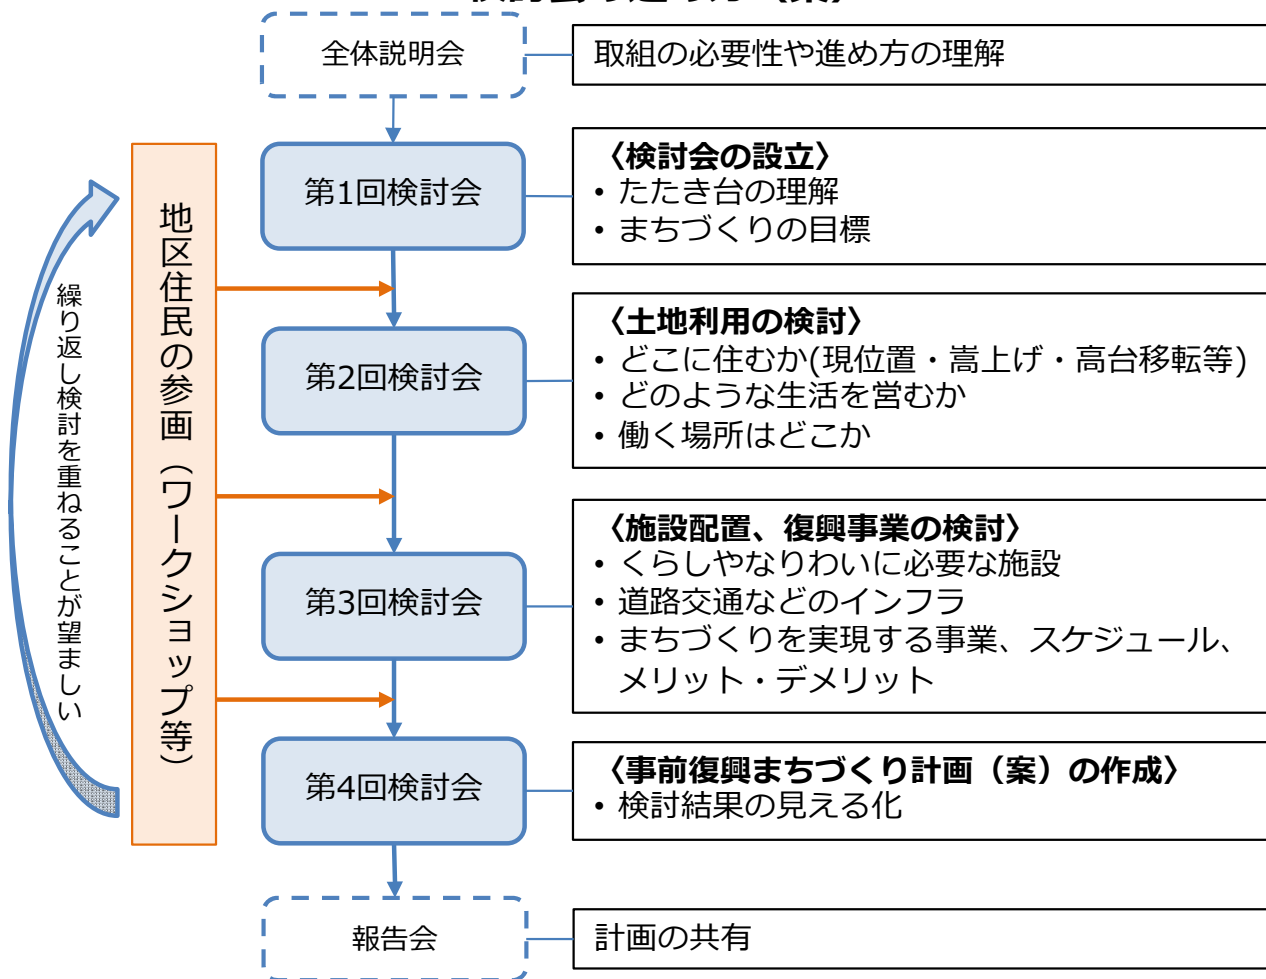 全体説明会
取組の必要性や進め方の理解
第1回検討会
〈検討会の設立〉
• たたき台の理解
• まちづくりの目標
地区住民の参画（ワークショップ等）
繰り返し検討を重ねることが望ましい
第2回検討会
〈土地利用の検討〉
• どこに住むか(現位置・嵩上げ・高台移転等)
• どのような生活を営むか
• 働く場所はどこか
第3回検討会
〈施設配置、復興事業の検討〉
• くらしやなりわいに必要な施設
• 道路交通などのインフラ
• まちづくりを実現する事業、スケジュール、
メリット・デメリット
第4回検討会
〈事前復興まちづくり計画（案）の作成〉
• 検討結果の見える化
報告会
計画の共有